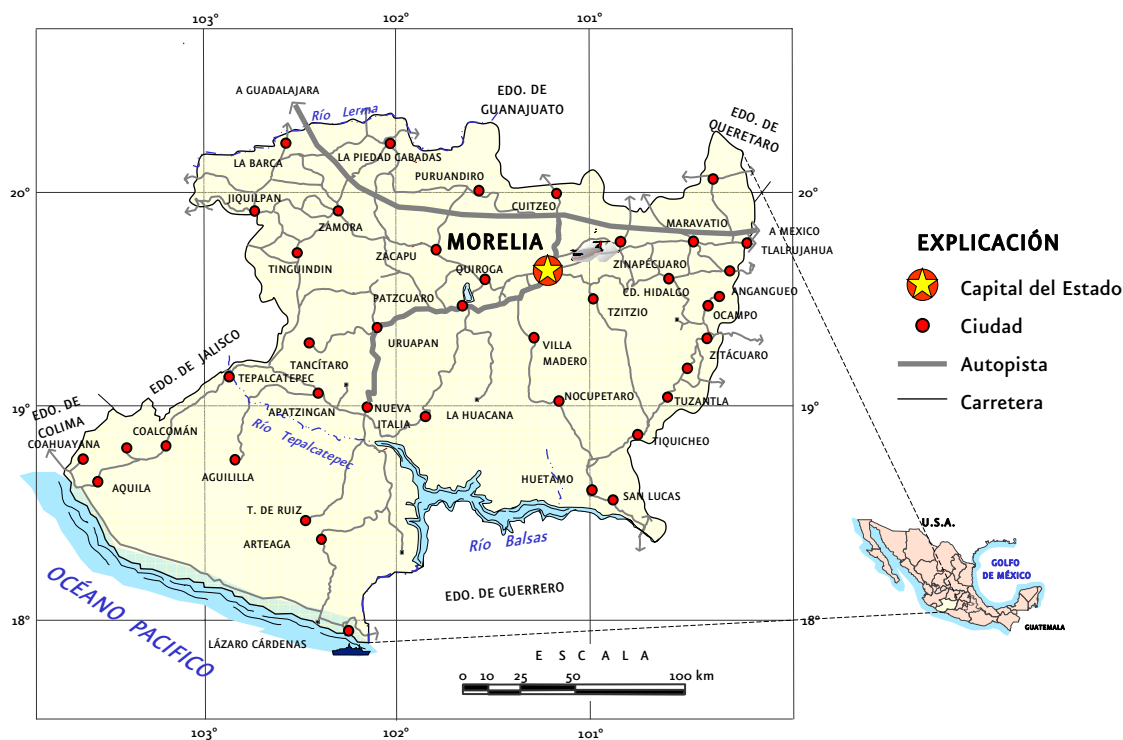 103°
102°
101°
A GUADALAJARA
EDO. DE
GUANAJUATO
Río Lerma
EDO. DE
QUERETARO
LA BARCA
LA PIEDAD CABADAS
PURUANDIRO
20°
20°
JIQUILPAN
CUITZEO
ZAMORA
MARAVATIO
A MEXICO
MORELIA
TLALPUJAHUA
ZACAPU
TINGUINDIN
QUIROGA
ZINAPECUARO
PATZCUARO
CD. HIDALGO
ANGANGUEO
TZITZIO
OCAMPO
URUAPAN
VILLA
MADERO
ZITÁCUARO
EDO. DE JALISCO
TANCÍTARO
TEPALCATEPEC
NOCUPETARO
TUZANTLA
19°
19°
APATZINGAN
NUEVA
ITALIA
LA HUACANA
EDO. DE
COLIMA
COALCOMÁN
Río Tepalcatepec
TIQUICHEO
COAHUAYANA
AQUILA
AGUILILLA
HUETAMO
SAN LUCAS
T. DE RUIZ
ARTEAGA
Río Balsas
OCÉANO PACIFICO
EDO. DE GUERRERO
18°
18°
LÁZARO CÁRDENAS
E S C A L A
0 10 25 50 100 km
103°
102°
101°
EXPLICACIÓN
Capital del Estado
Ciudad
Autopista
Carretera
U.S.A.
GOLFO
DE MÉXICO
GUATEMALA